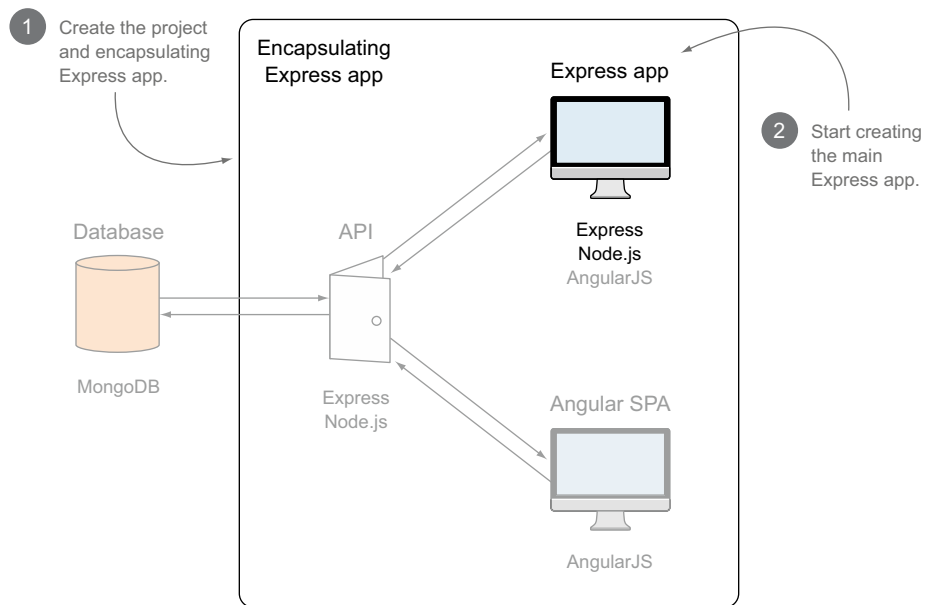 1
Create the project
and encapsulating
Express app.
Encapsulating
Express app
Express app
2
Start creating
the main
Express app.
Express
Node.js
AngularJS
Database
API
MongoDB
Express
Node.js
Angular SPA
AngularJS